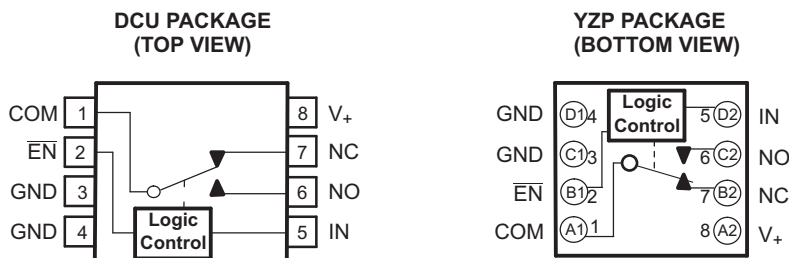 DCU PACKAGE
(TOP VIEW)
COM 1
8 V+
E̅N̅ 2
7 NC
GND 3
6 NO
GND 4
5 IN
Logic
Control
YZP PACKAGE
(BOTTOM VIEW)
GND D1 4
5 D2 IN
GND C1 3
6 C2 NO
E̅N̅ B1 2
7 B2 NC
COM A1 1
8 A2 V+
Logic
Control